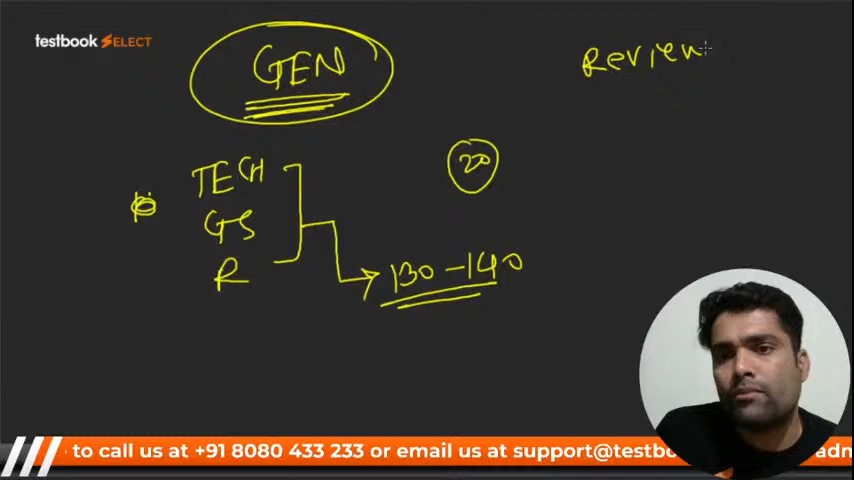 testbook SELECT
GEN
Review
TECH
20
GS
R
130-140
to call us at +91 8080 433 233 or email us at support@testbo
adn